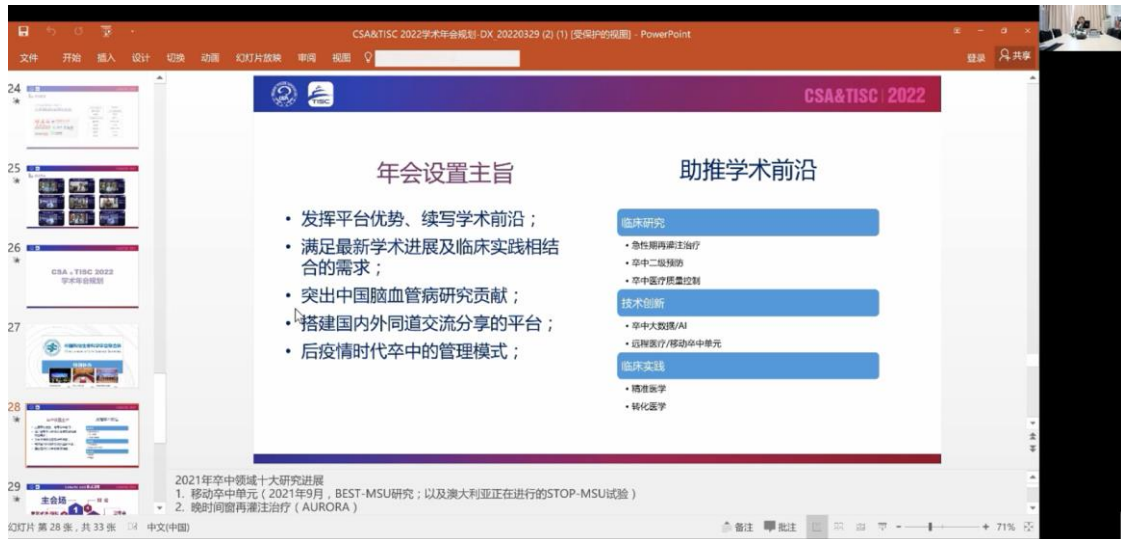 CSA&TISC 2022学术年会规划-DX_20220329 (2) (1) [受保护的视图] - PowerPoint
文件 开始 插入 设计 切换 动画 幻灯片放映 审阅 视图 登录 共享
24
25
26
CSA & TISC 2022
学术年会规划
27
28
29
主会场
TISC
CSA&TISC 2022
年会设置主旨
• 发挥平台优势、续写学术前沿；
• 满足最新学术进展及临床实践相结
合的需求；
• 突出中国脑血管病研究贡献；
• 搭建国内外同道交流分享的平台；
• 后疫情时代卒中的管理模式；
助推学术前沿
临床研究
• 急性期再灌注治疗
• 卒中二级预防
• 卒中医疗质量控制
技术创新
• 卒中大数据/AI
• 远程医疗/移动卒中单元
临床实践
• 精准医学
• 转化医学
2021年卒中领域十大研究进展
1. 移动卒中单元（2021年9月，BEST-MSU研究；以及澳大利亚正在进行的STOP-MSU试验）
2. 晚时间窗再灌注治疗（AURORA）
幻灯片 第 28 张，共 33 张 中文(中国) 备注 批注 71%